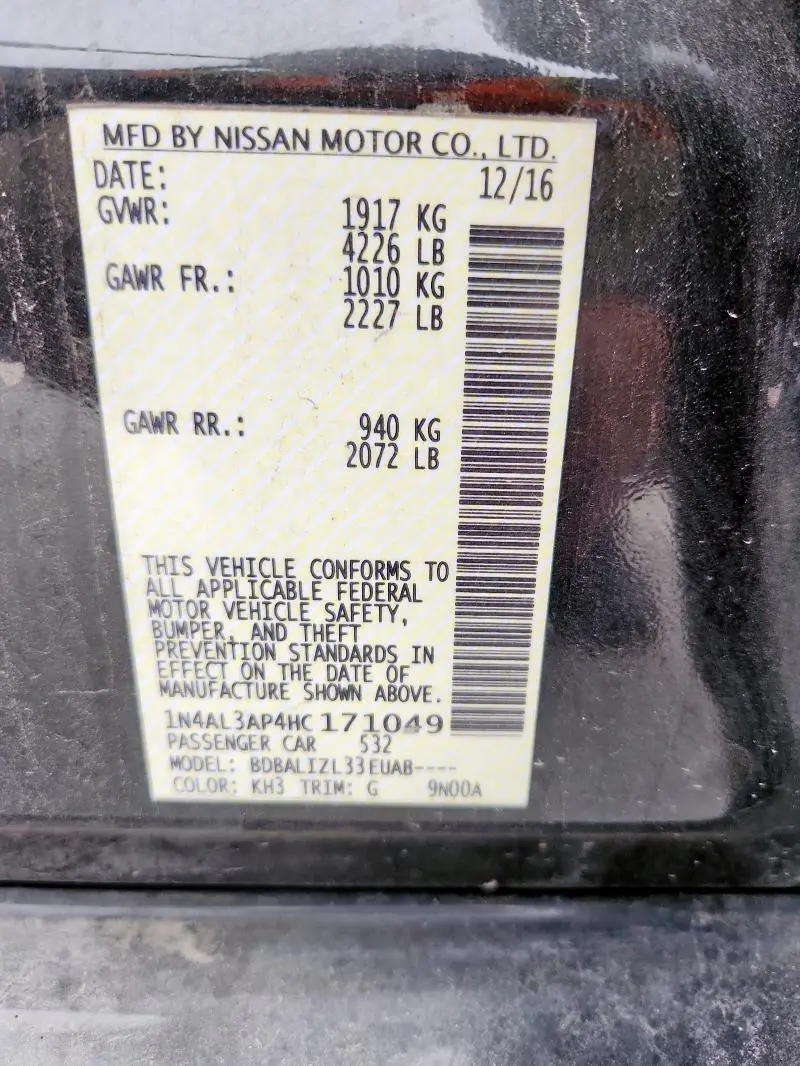 MFD BY NISSAN MOTOR CO., LTD.
DATE: 12/16
GVWR: 1917 KG
4226 LB
GAWR FR.: 1010 KG
2227 LB
GAWR RR.: 940 KG
2072 LB
THIS VEHICLE CONFORMS TO
ALL APPLICABLE FEDERAL
MOTOR VEHICLE SAFETY,
BUMPER, AND THEFT
PREVENTION STANDARDS IN
EFFECT ON THE DATE OF
MANUFACTURE SHOWN ABOVE.
1N4AL3AP4HC171049
PASSENGER CAR 532
MODEL: BDBALIZL33EUAB----
COLOR: KH3 TRIM: G 9N00A